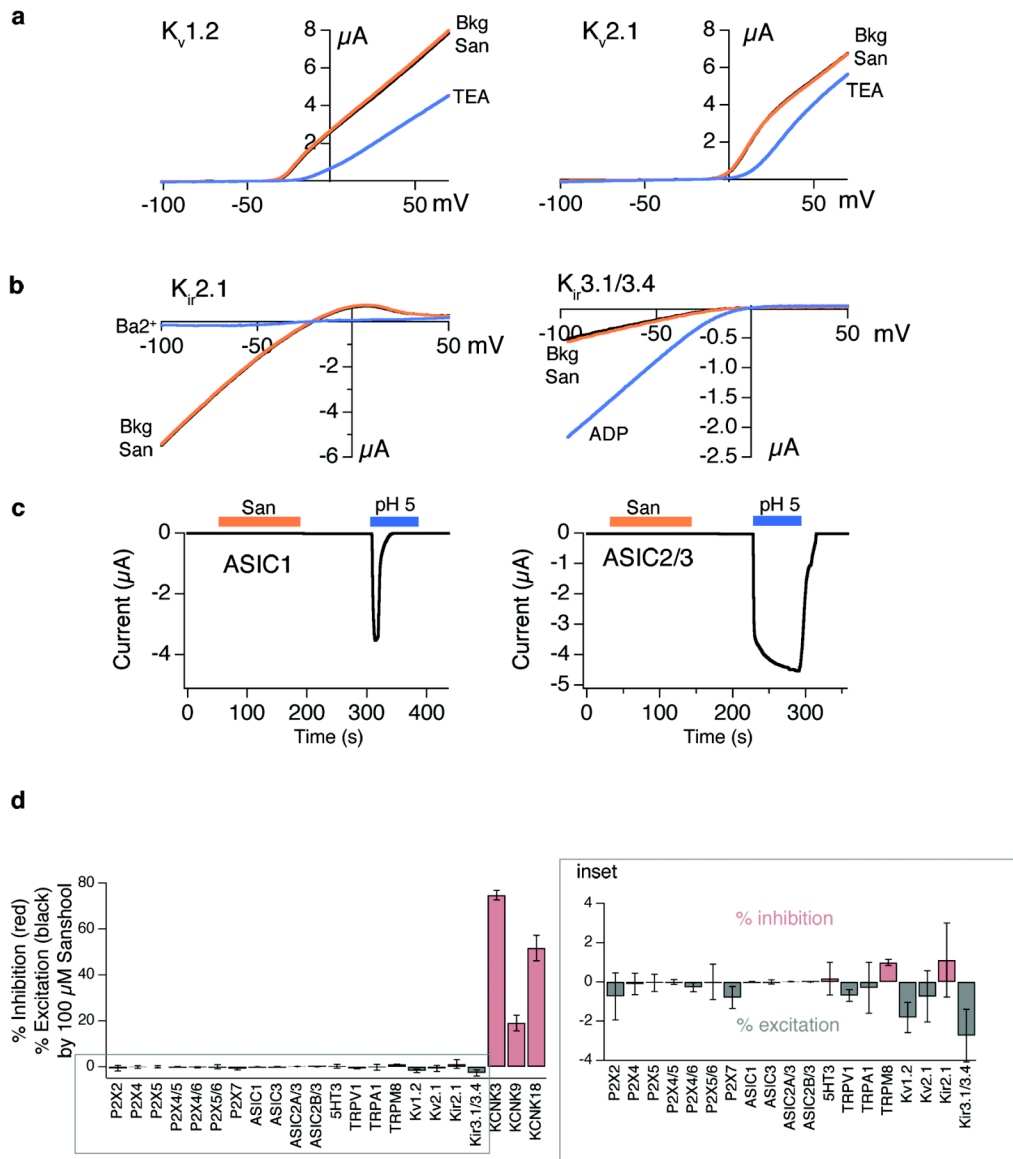 a
Kv1.2
8
µA
Bkg
San
6
4
TEA
2
-100
-50
50 mV
Kv2.1
8
µA
Bkg
San
6
TEA
4
2
-100
-50
50
mV
b
Kir2.1
Ba2+
-100
-50
50
mV
-2
-4
-6
µA
Bkg
San
Kir3.1/3.4
-100
-50
50
mV
-0.5
-1.0
-1.5
-2.0
-2.5
µA
Bkg
San
ADP
c
San
pH 5
ASIC1
Current (µA)
0
-2
-4
0
100
200
300
400
Time (s)
San
pH 5
ASIC2/3
Current (µA)
0
-1
-2
-3
-4
-5
0
100
200
300
Time (s)
d
% Inhibition (red)
% Excitation (black)
by 100 µM Sanshool
80
60
40
20
0
P2X2
P2X4
P2X5
P2X4/5
P2X4/6
P2X5/6
P2X7
ASIC1
ASIC3
ASIC2A/3
ASIC2B/3
5HT3
TRPV1
TRPA1
TRPM8
Kv1.2
Kv2.1
Kir2.1
Kir3.1/3.4
KCNK3
KCNK9
KCNK18
inset
4
2
0
-2
-4
% inhibition
% excitation
P2X2
P2X4
P2X5
P2X4/5
P2X4/6
P2X5/6
P2X7
ASIC1
ASIC3
ASIC2A/3
ASIC2B/3
5HT3
TRPV1
TRPA1
TRPM8
Kv1.2
Kv2.1
Kir2.1
Kir3.1/3.4